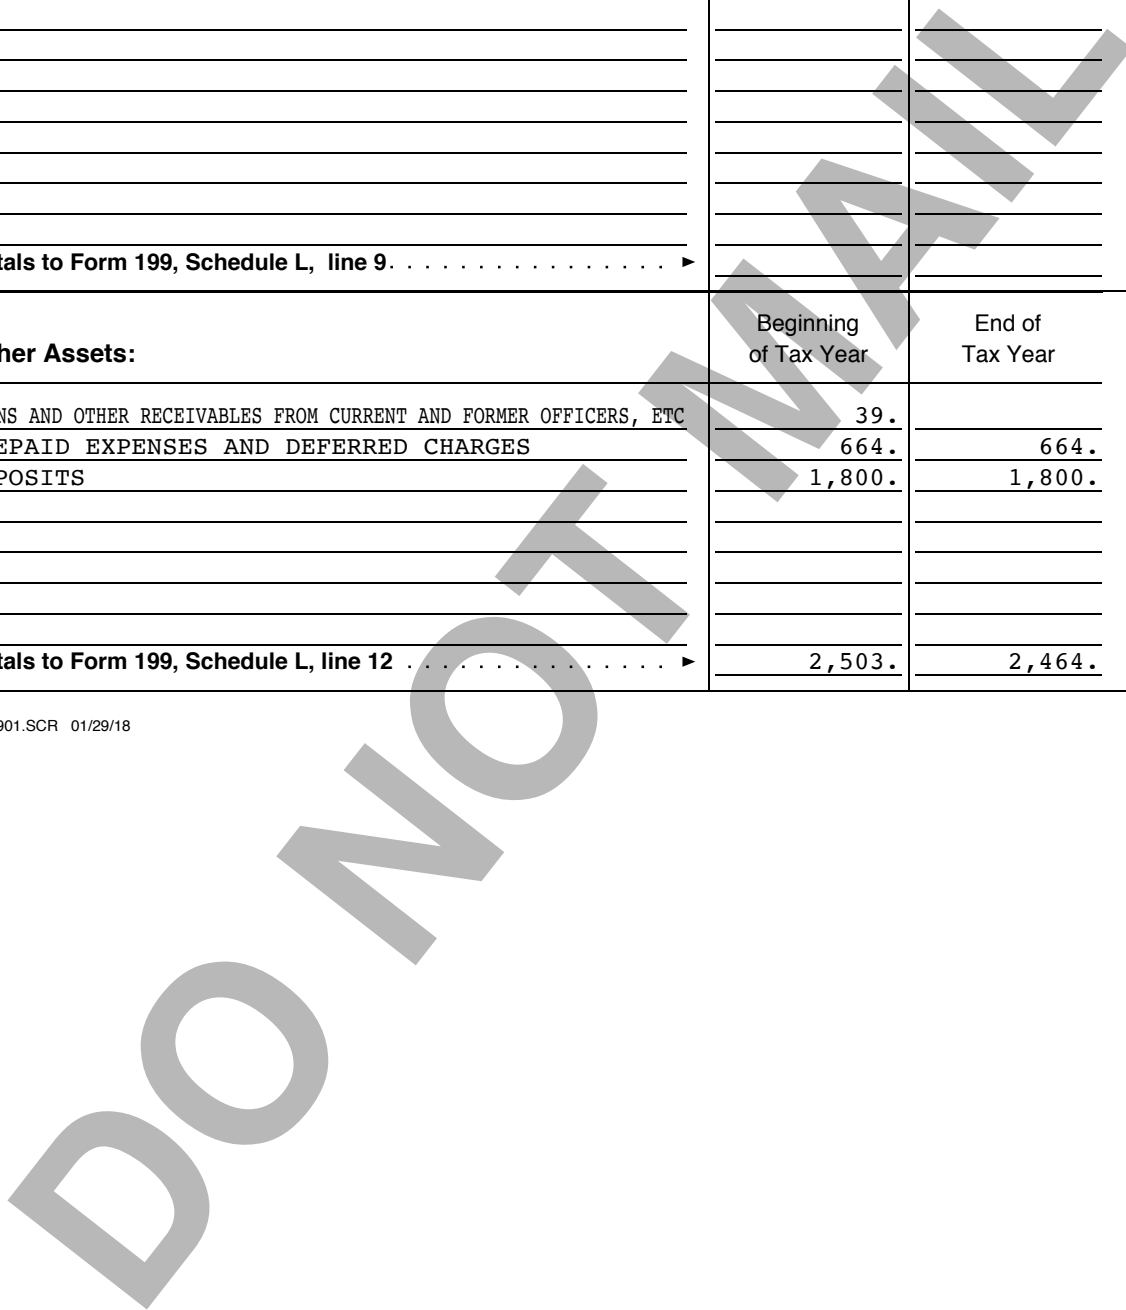 tals to Form 199, Schedule L, line 9. . . . . . . . . . . . . . . . ►
her Assets: Beginning of Tax Year End of Tax Year
NS AND OTHER RECEIVABLES FROM CURRENT AND FORMER OFFICERS, ETC 39.
EPAID EXPENSES AND DEFERRED CHARGES 664. 664.
POSITS 1,800. 1,800.
tals to Form 199, Schedule L, line 12 . . . . . . . . . . . . . . . ► 2,503. 2,464.
901.SCR 01/29/18
DO NOT MAIL